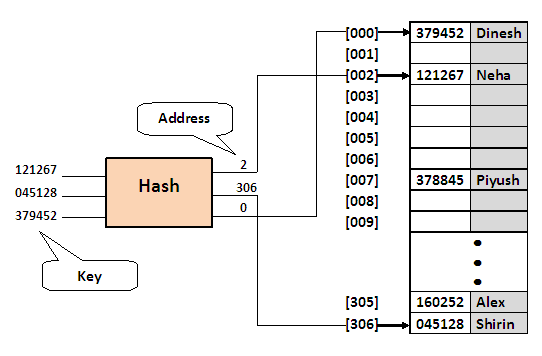 [000] 379452 Dinesh
[001]
[002] 121267 Neha
[003]
[004]
[005]
[006]
[007] 378845 Piyush
[008]
[009]
[305] 160252 Alex
[306] 045128 Shirin
Address
121267
045128
379452
Hash
2
306
0
Key